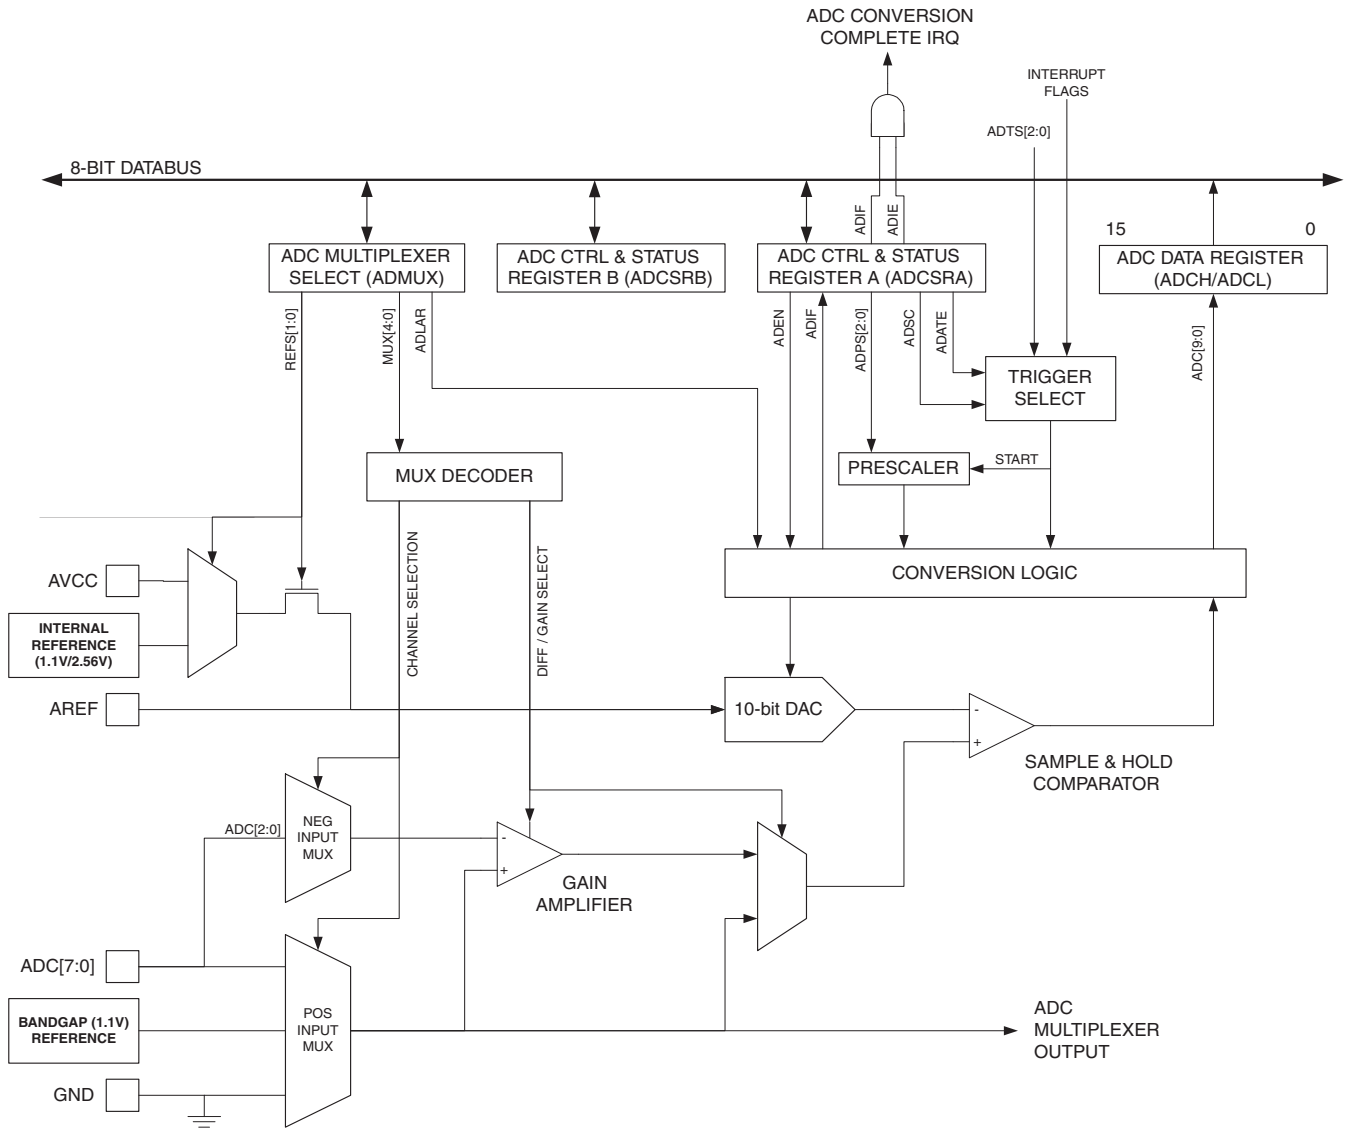 ADC CONVERSION
COMPLETE IRQ
INTERRUPT
FLAGS
ADTS[2:0]
8-BIT DATABUS
ADIF
ADIE
15
0
ADC MULTIPLEXER
SELECT (ADMUX)
ADC CTRL & STATUS
REGISTER B (ADCSRB)
ADC CTRL & STATUS
REGISTER A (ADCSRA)
ADC DATA REGISTER
(ADCH/ADCL)
REFS[1:0]
MUX[4:0]
ADLAR
ADEN
ADIF
ADPS[2:0]
ADSC
ADATE
ADC[9:0]
TRIGGER
SELECT
MUX DECODER
PRESCALER
START
CHANNEL SELECTION
DIFF / GAIN SELECT
CONVERSION LOGIC
AVCC
INTERNAL
REFERENCE
(1.1V/2.56V)
AREF
10-bit DAC
-
+
SAMPLE & HOLD
COMPARATOR
ADC[2:0]
NEG
INPUT
MUX
-
+
GAIN
AMPLIFIER
ADC[7:0]
BANDGAP (1.1V)
REFERENCE
POS
INPUT
MUX
ADC
MULTIPLEXER
OUTPUT
GND